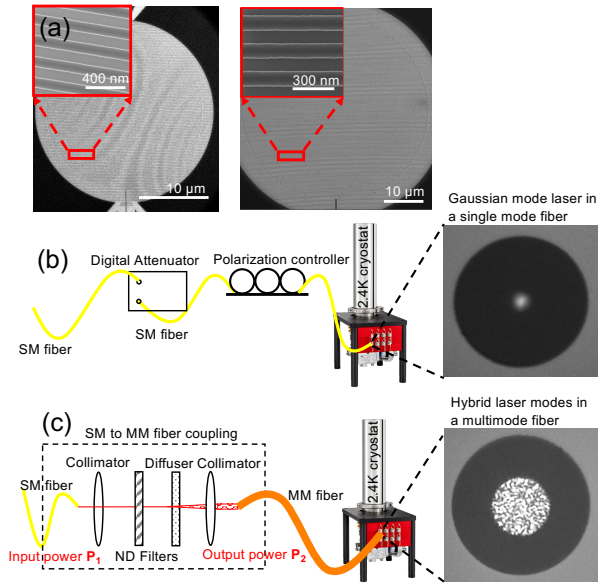 (a)
400 nm
10 µm
300 nm
10 µm
Gaussian mode laser in
a single mode fiber
(b)
Digital Attenuator
Polarization controller
2.4K cryostat
SM fiber
SM fiber
Hybrid laser modes in
a multimode fiber
(c)
SM to MM fiber coupling
Collimator
Diffuser
Collimator
SM fiber
MM fiber
2.4K cryostat
Input power P1
ND Filters
Output power P2